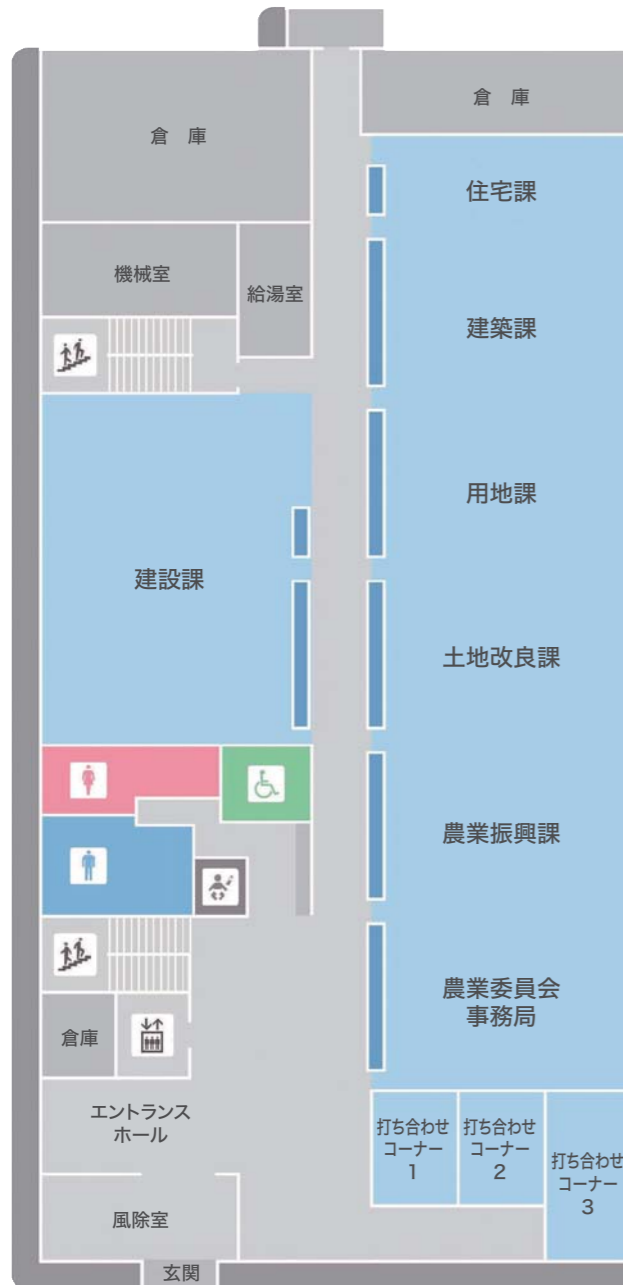 倉　庫
倉　庫
住宅課
機械室
給湯室
建築課
用地課
建設課
土地改良課
農業振興課
農業委員会
事務局
倉庫
エントランス
ホール
打ち合わせ
コーナー
1
打ち合わせ
コーナー
2
打ち合わせ
コーナー
3
風除室
玄関